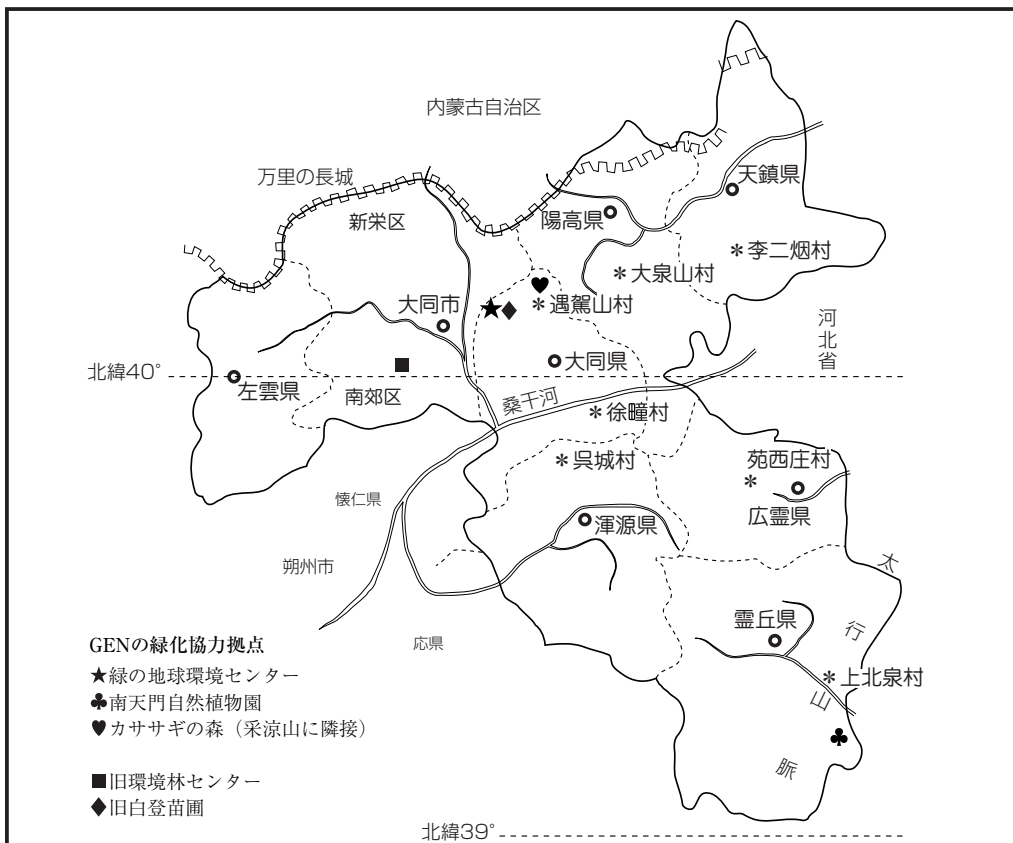 内蒙古自治区
万里の長城
新栄区
陽高県
天鎮県
＊李二烟村
＊大泉山村
＊遇駕山村
大同市
大同県
河北省
北緯40°
左雲県
南郊区
桑干河
＊徐疃村
＊呉城村
苑西庄村
＊
広霊県
懐仁県
渾源県
朔州市
応県
霊丘県
＊上北泉村
太行山脈
GENの緑化協力拠点
★緑の地球環境センター
♣南天門自然植物園
♥カササギの森（采涼山に隣接）
■旧環境林センター
◆旧白登苗圃
北緯39°